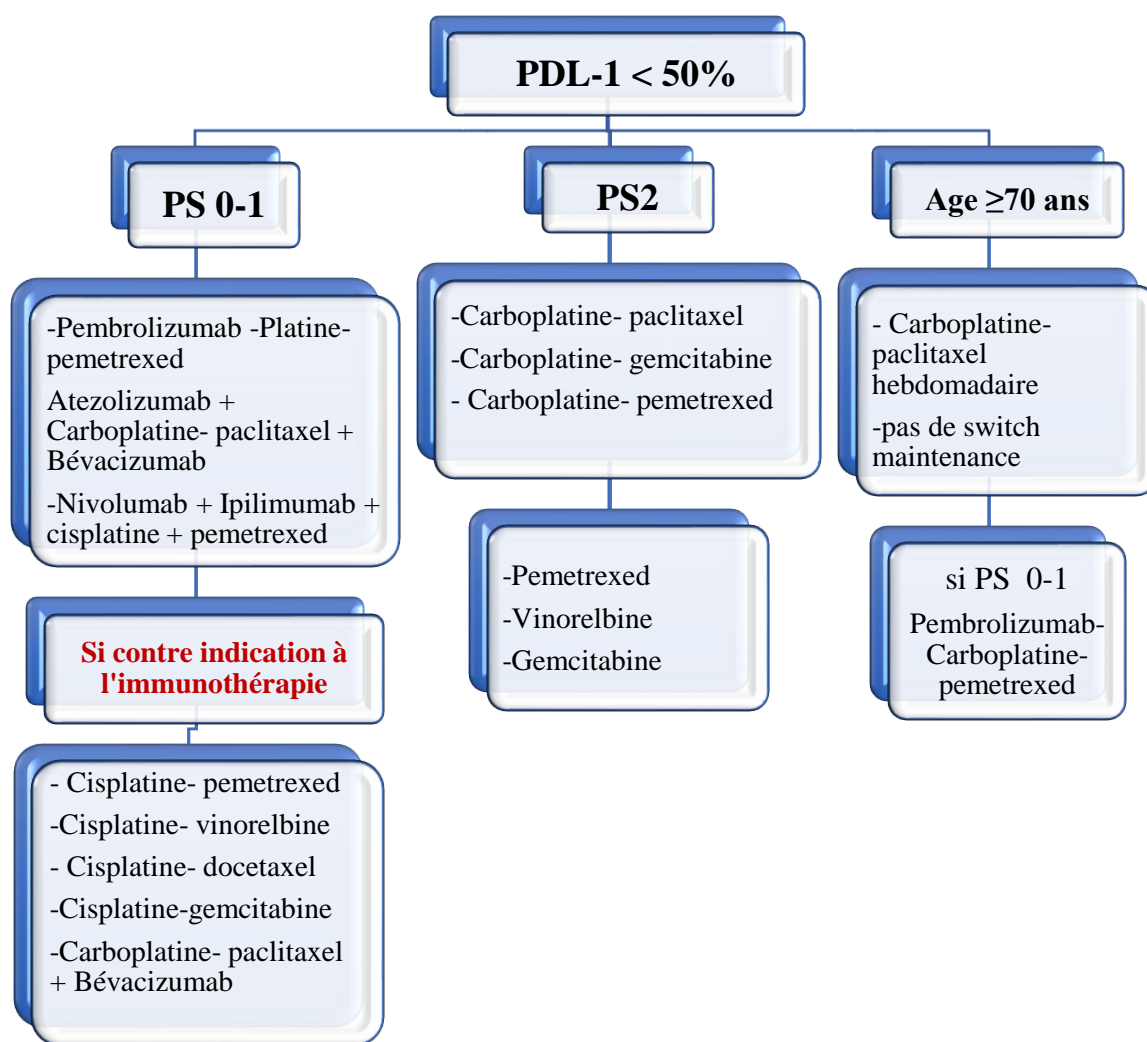 PDL-1 < 50%
PS 0-1
-Pembrolizumab -Platine-
pemetrexed
Atezolizumab +
Carboplatine- paclitaxel +
Bévacizumab
-Nivolumab + Ipilimumab +
cisplatine + pemetrexed
Si contre indication à
l'immunothérapie
- Cisplatine- pemetrexed
-Cisplatine- vinorelbine
- Cisplatine- docetaxel
-Cisplatine-gemcitabine
-Carboplatine- paclitaxel
+ Bévacizumab
PS2
-Carboplatine- paclitaxel
-Carboplatine- gemcitabine
- Carboplatine- pemetrexed
-Pemetrexed
-Vinorelbine
-Gemcitabine
Age ≥70 ans
- Carboplatine-
paclitaxel
hebdomadaire
-pas de switch
maintenance
si PS 0-1
Pembrolizumab-
Carboplatine-
pemetrexed